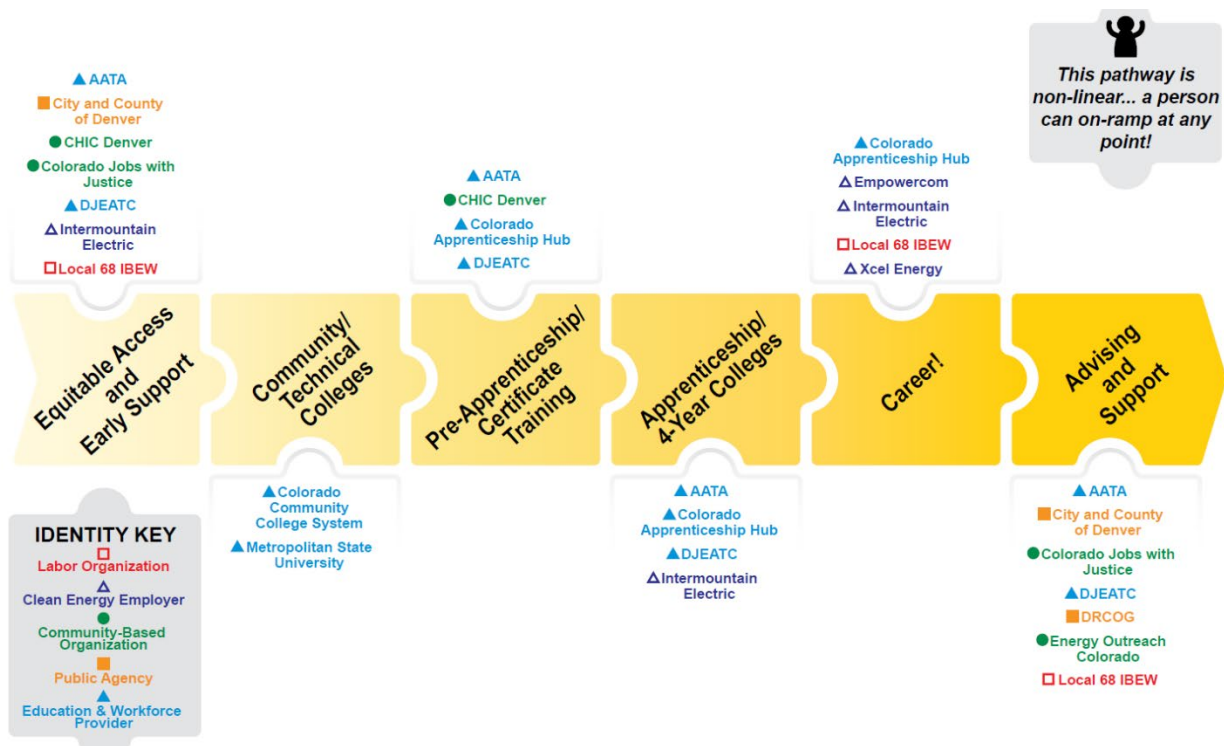 This pathway is
non-linear... a person
can on-ramp at any
point!
AATA
City and County
of Denver
CHIC Denver
Colorado Jobs with
Justice
DJEATC
Intermountain
Electric
Local 68 IBEW
AATA
CHIC Denver
Colorado
Apprenticeship Hub
DJEATC
Colorado
Apprenticeship Hub
Empowercom
Intermountain
Electric
Local 68 IBEW
Xcel Energy
Equitable Access
and
Early Support
Community/
Technical
Colleges
Pre-Apprenticeship/
Certificate
Training
Apprenticeship/
4-Year Colleges
Career!
Advising
and
Support
IDENTITY KEY
Labor Organization
Clean Energy Employer
Community-Based
Organization
Public Agency
Education & Workforce
Provider
Colorado
Community
College System
Metropolitan State
University
AATA
Colorado
Apprenticeship Hub
DJEATC
Intermountain
Electric
AATA
City and County
of Denver
Colorado Jobs with
Justice
DJEATC
DRCOG
Energy Outreach
Colorado
Local 68 IBEW